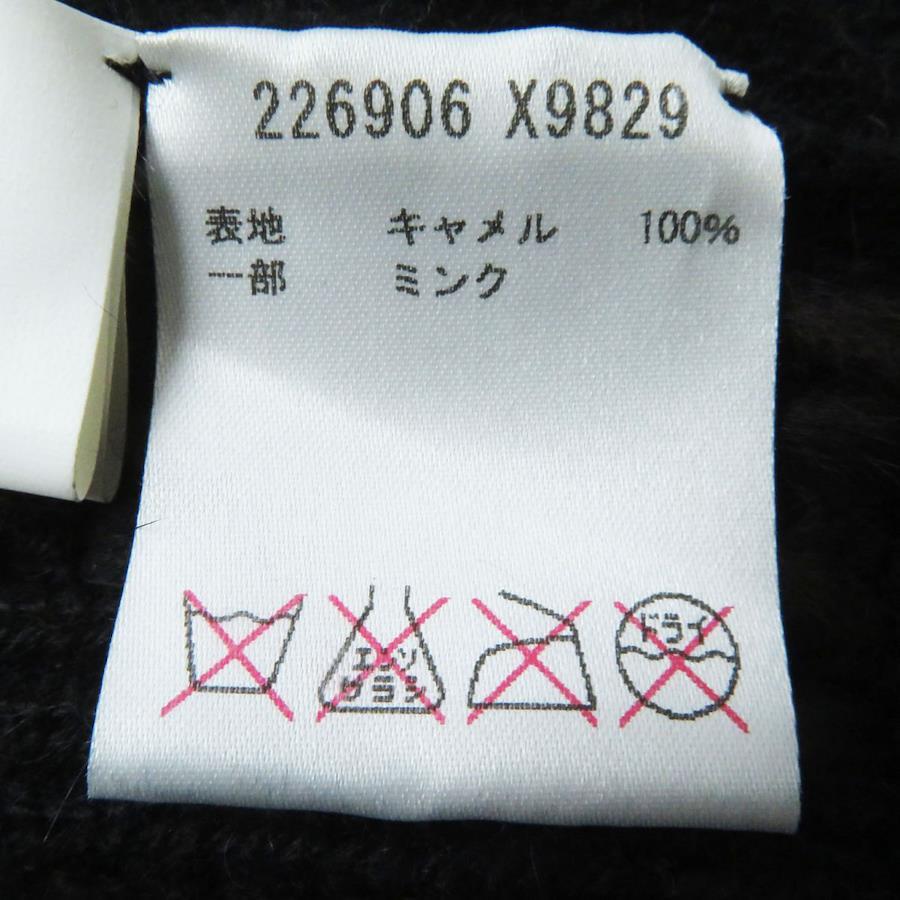 226906 X9829
表地 キャメル 100%
一部 ミンク
エンソ
サラシ
ドライ